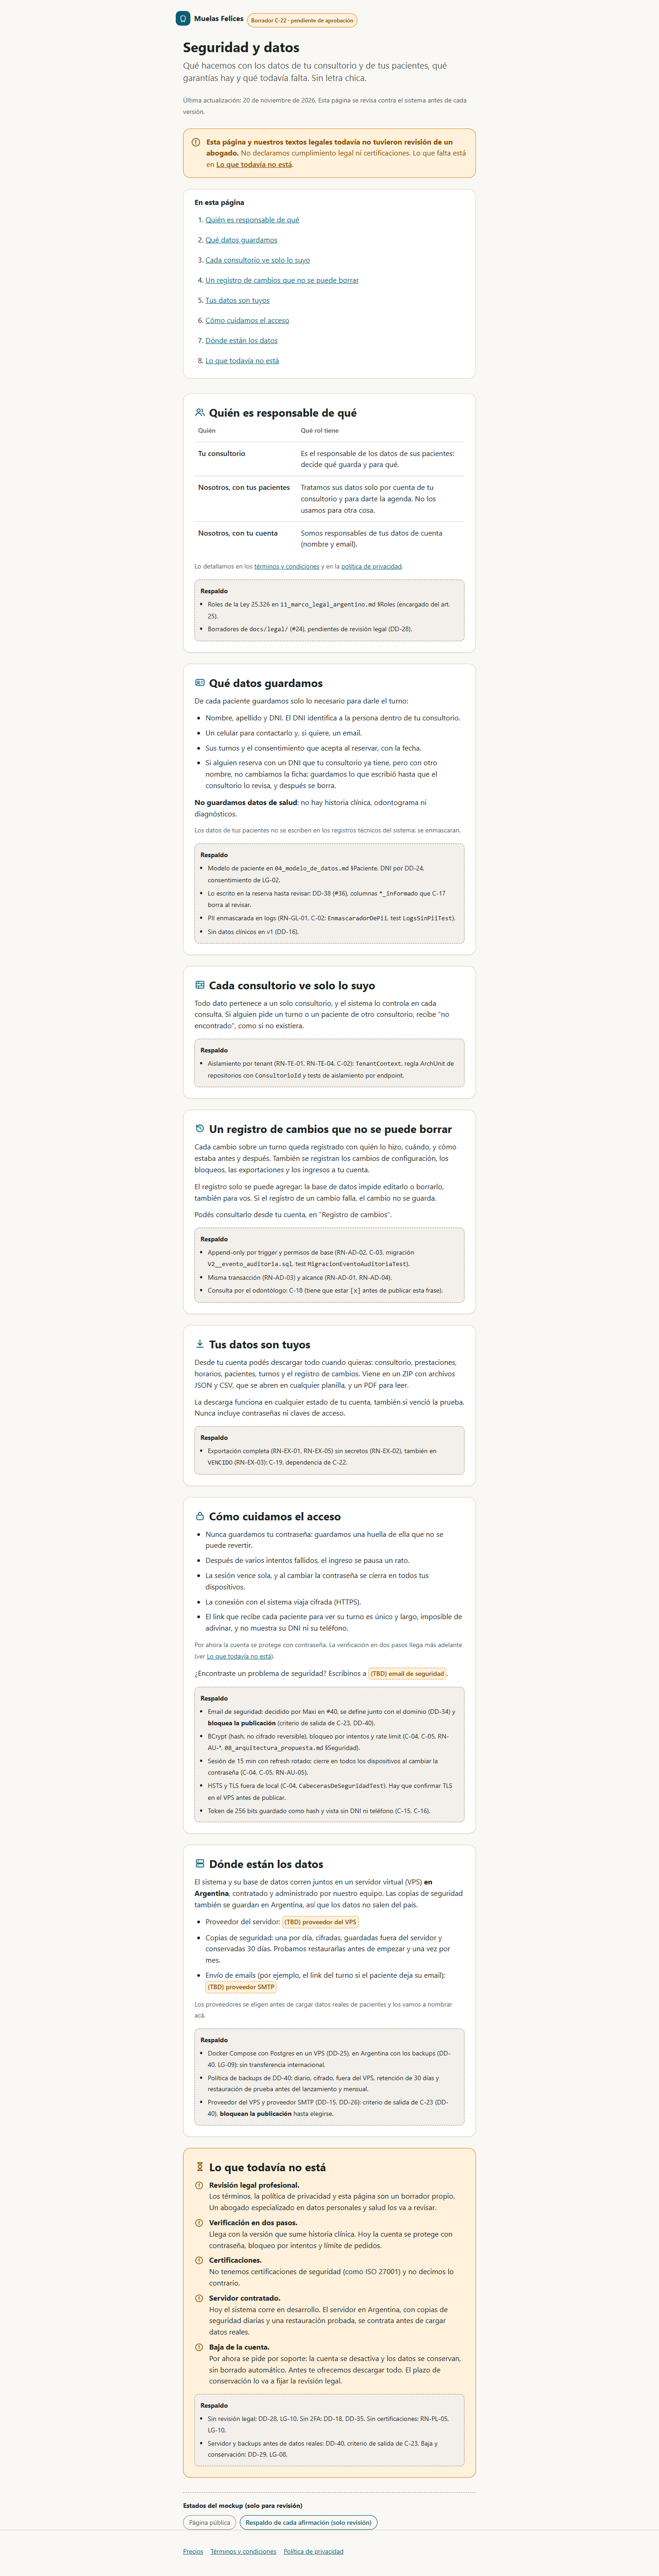 Muelas Felices
Borrador C-22 · pendiente de aprobación
Seguridad y datos
Qué hacemos con los datos de tu consultorio y de tus pacientes, qué
garantías hay y qué todavía falta. Sin letra chica.
Última actualización: 20 de noviembre de 2026. Esta página se revisa contra el sistema antes de cada
versión.
Esta página y nuestros textos legales todavía no tuvieron revisión de un
abogado. No declaramos cumplimiento legal ni certificaciones. Lo que falta está
en Lo que todavía no está.
En esta página
1. Quién es responsable de qué
2. Qué datos guardamos
3. Cada consultorio ve solo lo suyo
4. Un registro de cambios que no se puede borrar
5. Tus datos son tuyos
6. Cómo cuidamos el acceso
7. Dónde están los datos
8. Lo que todavía no está
Quién es responsable de qué
Quién Qué rol tiene
Tu consultorio Es el responsable de los datos de sus pacientes:
decide qué guarda y para qué.
Nosotros, con tus pacientes Tratamos sus datos solo por cuenta de tu
consultorio y para darte la agenda. No los
usamos para otra cosa.
Nosotros, con tu cuenta Somos responsables de tus datos de cuenta
(nombre y email).
Lo detallamos en los términos y condiciones y en la política de privacidad.
Respaldo
• Roles de la Ley 25.326 en 11_marco_legal_argentino.md §Roles (encargado del art.
25).
• Borradores de docs/legal/ (#24), pendientes de revisión legal (DD-28).
Qué datos guardamos
De cada paciente guardamos solo lo necesario para darle el turno:
• Nombre, apellido y DNI. El DNI identifica a la persona dentro de tu consultorio.
• Un celular para contactarlo y, si quiere, un email.
• Sus turnos y el consentimiento que acepta al reservar, con la fecha.
• Si alguien reserva con un DNI que tu consultorio ya tiene, pero con otro
nombre, no cambiamos la ficha: guardamos lo que escribió hasta que el
consultorio lo revisa, y después se borra.
No guardamos datos de salud: no hay historia clínica, odontograma ni
diagnósticos.
Los datos de tus pacientes no se escriben en los registros técnicos del sistema: se enmascaran.
Respaldo
• Modelo de paciente en 04_modelo_de_datos.md §Paciente, DNI por DD-24,
consentimiento de LG-02.
• Lo escrito en la reserva hasta revisar: DD-38 (#36), columnas *_informado que C-17
borra al revisar.
• PII enmascarada en logs (RN-GL-01, C-02: EnmascaradorDePii, test LogsSinPiiTest).
• Sin datos clínicos en v1 (DD-16).
Cada consultorio ve solo lo suyo
Todo dato pertenece a un solo consultorio, y el sistema lo controla en cada
consulta. Si alguien pide un turno o un paciente de otro consultorio, recibe "no
encontrado", como si no existiera.
Respaldo
• Aislamiento por tenant (RN-TE-01, RN-TE-04, C-02): TenantContext, regla ArchUnit de
repositorios con ConsultorioId y tests de aislamiento por endpoint.
Un registro de cambios que no se puede borrar
Cada cambio sobre un turno queda registrado con quién lo hizo, cuándo, y cómo
estaba antes y después. También se registran los cambios de configuración, los
bloqueos, las exportaciones y los ingresos a tu cuenta.
El registro solo se puede agregar: la base de datos impide editarlo o borrarlo,
también para vos. Si el registro de un cambio falla, el cambio no se guarda.
Podés consultarlo desde tu cuenta, en "Registro de cambios".
Respaldo
• Append-only por trigger y permisos de base (RN-AD-02, C-03, migración
V2__evento_auditoria.sql, test MigracionEventoAuditoriaTest).
• Misma transacción (RN-AD-03) y alcance (RN-AD-01, RN-AD-04).
• Consulta por el odontólogo: C-18 (tiene que estar [x] antes de publicar esta frase).
Tus datos son tuyos
Desde tu cuenta podés descargar todo cuando quieras: consultorio, prestaciones,
horarios, pacientes, turnos y el registro de cambios. Viene en un ZIP con archivos
JSON y CSV, que se abren en cualquier planilla, y un PDF para leer.
La descarga funciona en cualquier estado de tu cuenta, también si venció la prueba.
Nunca incluye contraseñas ni claves de acceso.
Respaldo
• Exportación completa (RN-EX-01, RN-EX-05) sin secretos (RN-EX-02), también en
VENCIDO (RN-EX-03): C-19, dependencia de C-22.
Cómo cuidamos el acceso
• Nunca guardamos tu contraseña: guardamos una huella de ella que no se
puede revertir.
• Después de varios intentos fallidos, el ingreso se pausa un rato.
• La sesión vence sola, y al cambiar la contraseña se cierra en todos tus
dispositivos.
• La conexión con el sistema viaja cifrada (HTTPS).
• El link que recibe cada paciente para ver su turno es único y largo, imposible de
adivinar, y no muestra su DNI ni su teléfono.
Por ahora la cuenta se protege con contraseña. La verificación en dos pasos llega más adelante
(ver Lo que todavía no está).
¿Encontraste un problema de seguridad? Escribinos a (TBD) email de seguridad.
Respaldo
• Email de seguridad: decidido por Maxi en #40, se define junto con el dominio (DD-34) y
bloquea la publicación (criterio de salida de C-23, DD-40).
• BCrypt (hash, no cifrado reversible), bloqueo por intentos y rate limit (C-04, C-05, RN-
AU-*, 08_arquitectura_propuesta.md §Seguridad).
• Sesión de 15 min con refresh rotado; cierre en todos los dispositivos al cambiar la
contraseña (C-04, C-05, RN-AU-05).
• HSTS y TLS fuera de local (C-04, CabecerasDeSeguridadTest). Hay que confirmar TLS
en el VPS antes de publicar.
• Token de 256 bits guardado como hash y vista sin DNI ni teléfono (C-15, C-16).
Dónde están los datos
El sistema y su base de datos corren juntos en un servidor virtual (VPS) en
Argentina, contratado y administrado por nuestro equipo. Las copias de seguridad
también se guardan en Argentina, así que los datos no salen del país.
• Proveedor del servidor: (TBD) proveedor del VPS
• Copias de seguridad: una por día, cifradas, guardadas fuera del servidor y
conservadas 30 días. Probamos restaurarlas antes de empezar y una vez por
mes.
• Envío de emails (por ejemplo, el link del turno si el paciente deja su email):
(TBD) proveedor SMTP
Los proveedores se eligen antes de cargar datos reales de pacientes y los vamos a nombrar
acá.
Respaldo
• Docker Compose con Postgres en un VPS (DD-25), en Argentina con los backups (DD-
40, LG-09): sin transferencia internacional.
• Política de backups de DD-40: diario, cifrado, fuera del VPS, retención de 30 días y
restauración de prueba antes del lanzamiento y mensual.
• Proveedor del VPS y proveedor SMTP (DD-15, DD-26): criterio de salida de C-23 (DD-
40), bloquean la publicación hasta elegirse.
Lo que todavía no está
Revisión legal profesional.
Los términos, la política de privacidad y esta página son un borrador propio.
Un abogado especializado en datos personales y salud los va a revisar.
Verificación en dos pasos.
Llega con la versión que sume historia clínica. Hoy la cuenta se protege con
contraseña, bloqueo por intentos y límite de pedidos.
Certificaciones.
No tenemos certificaciones de seguridad (como ISO 27001) y no decimos lo
contrario.
Servidor contratado.
Hoy el sistema corre en desarrollo. El servidor en Argentina, con copias de
seguridad diarias y una restauración probada, se contrata antes de cargar
datos reales.
Baja de la cuenta.
Por ahora se pide por soporte: la cuenta se desactiva y los datos se conservan,
sin borrado automático. Antes te ofrecemos descargar todo. El plazo de
conservación lo va a fijar la revisión legal.
Respaldo
• Sin revisión legal: DD-28, LG-10. Sin 2FA: DD-18, DD-35. Sin certificaciones: RN-PL-05,
LG-10.
• Servidor y backups antes de datos reales: DD-40, criterio de salida de C-23. Baja y
conservación: DD-29, LG-08.
Estados del mockup (solo para revisión)
Página pública
Respaldo de cada afirmación (solo revisión)
Precios Términos y condiciones Política de privacidad